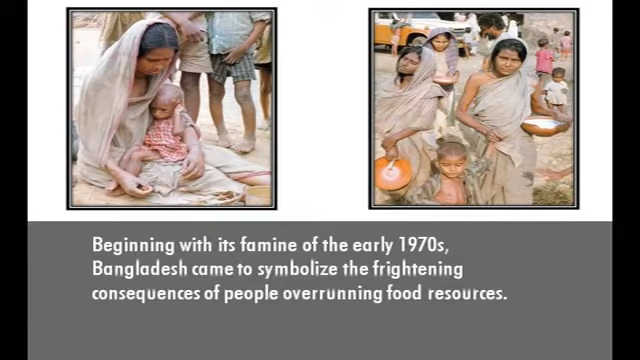 Beginning with its famine of the early 1970s,
Bangladesh came to symbolize the frightening
consequences of people overrunning food resources.